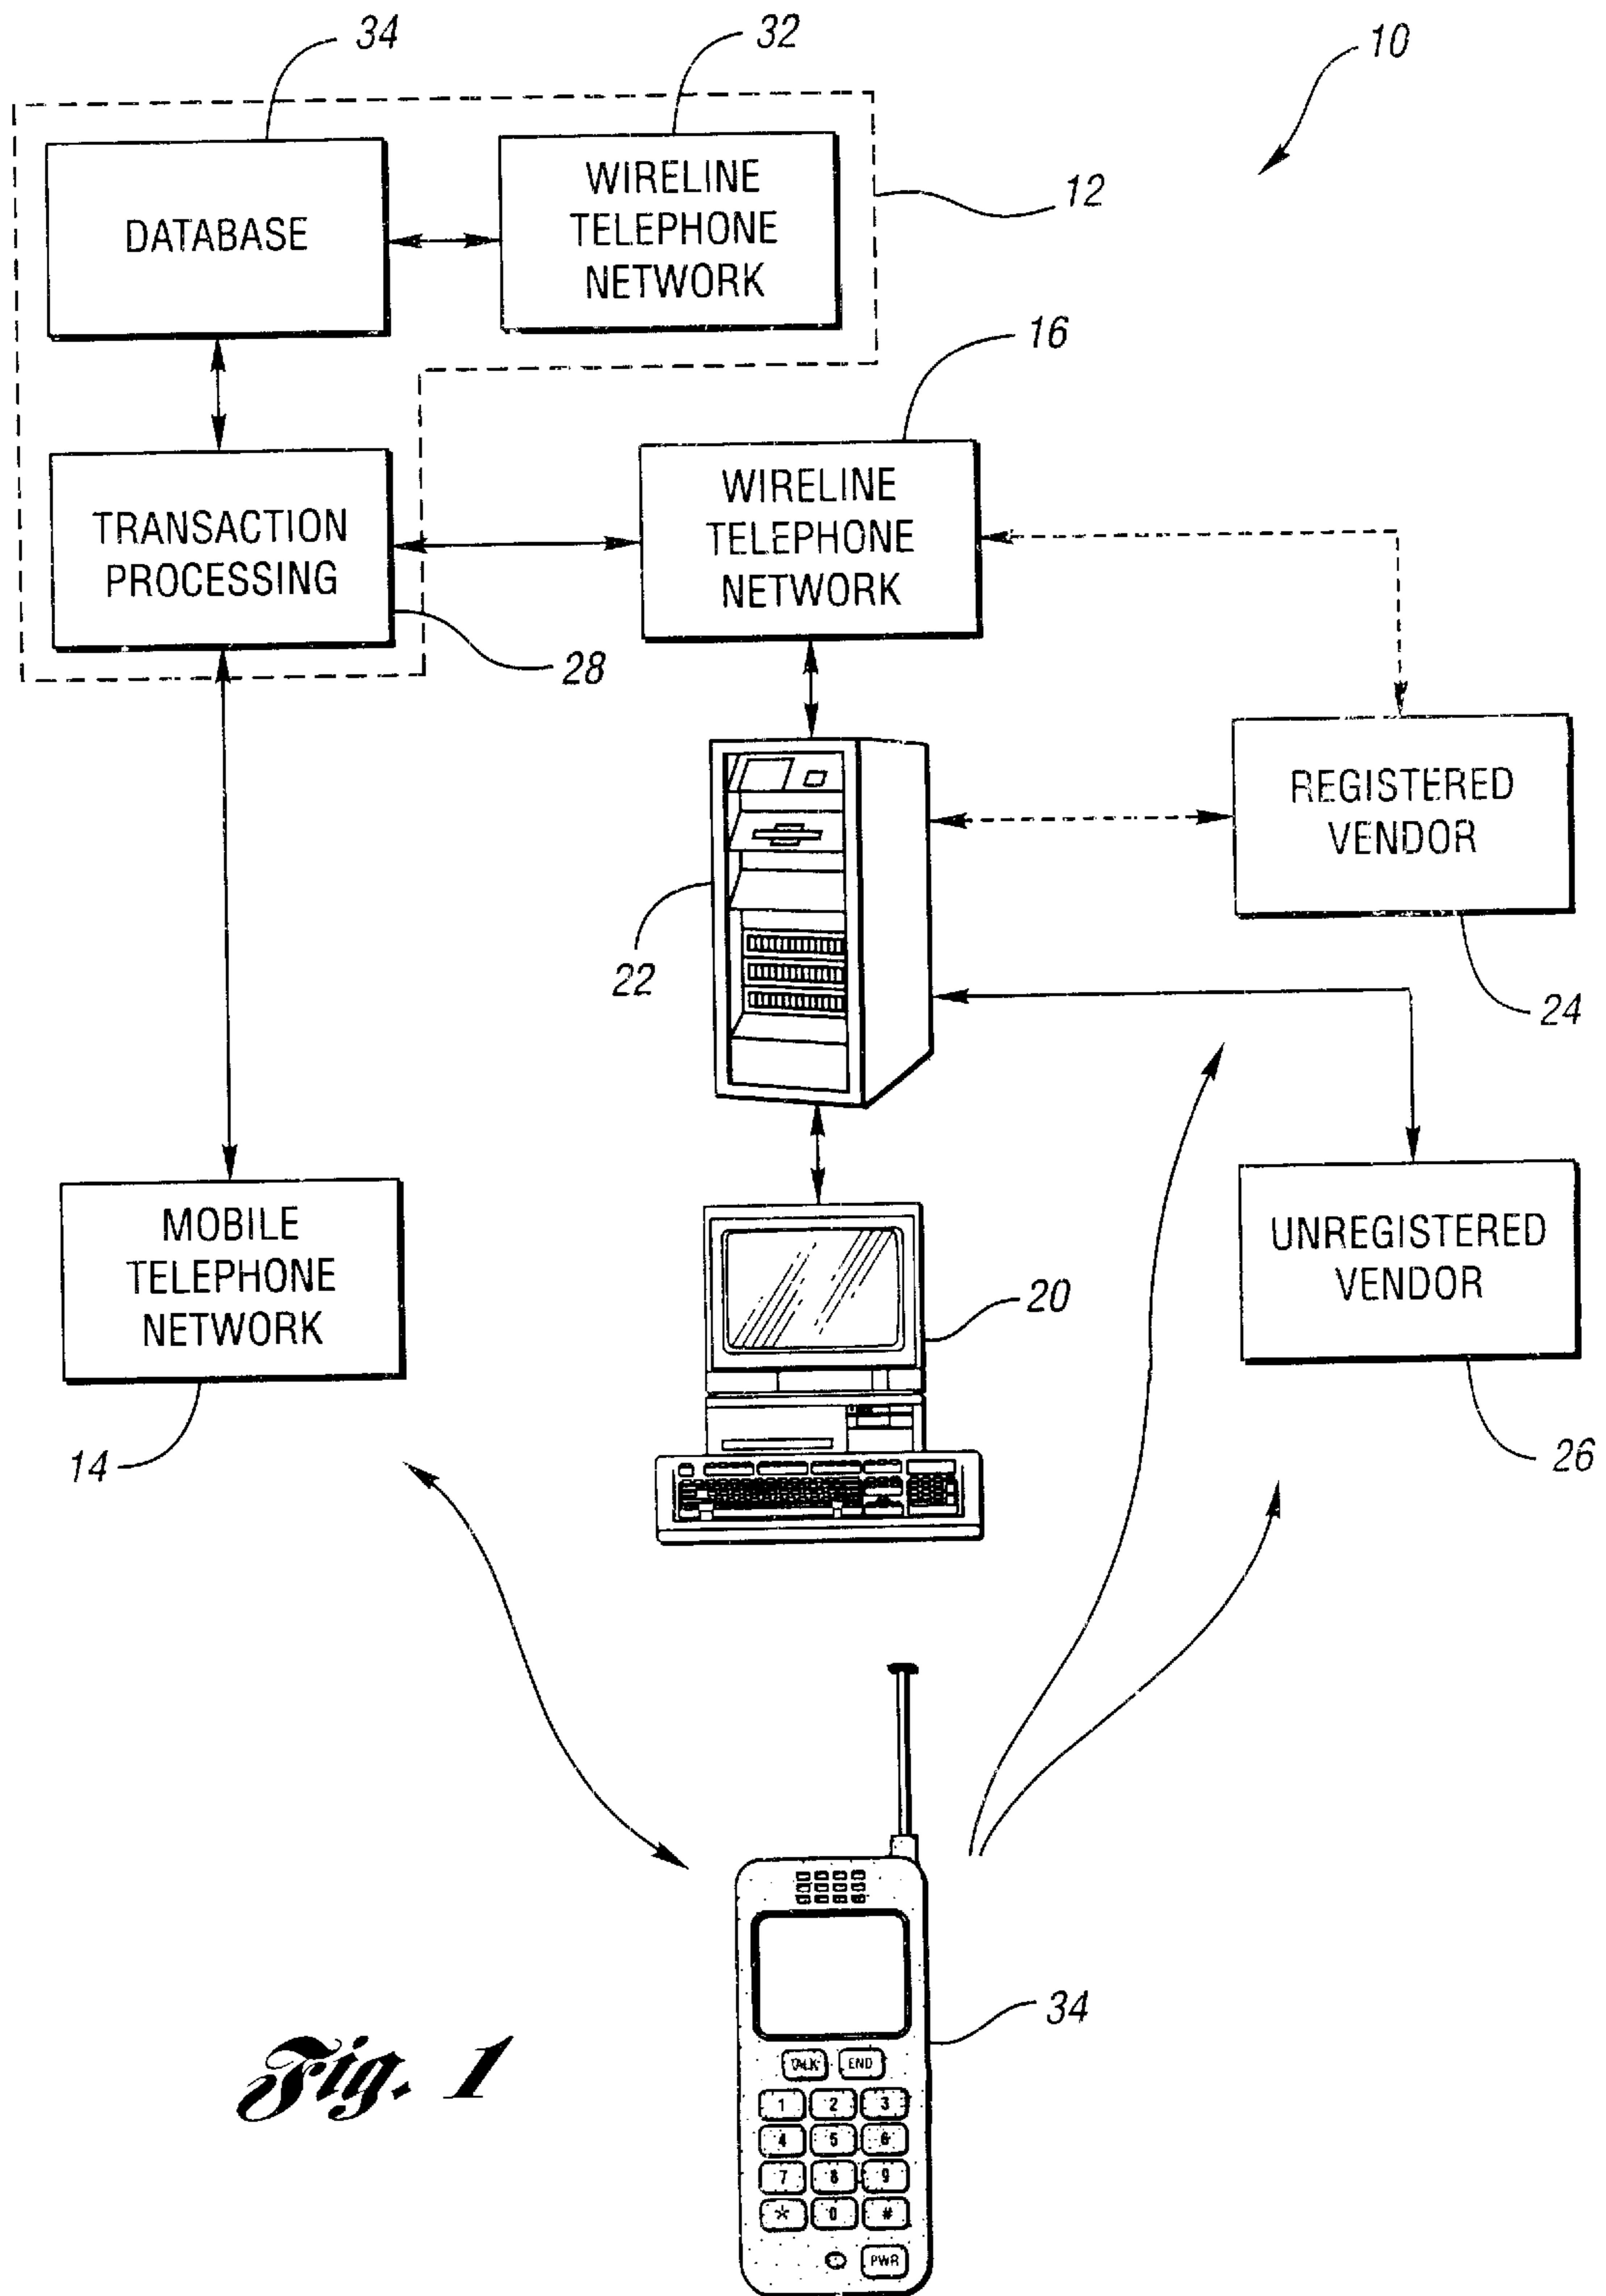 34
32
10
DATABASE
WIRELINE
TELEPHONE
NETWORK
12
16
TRANSACTION
PROCESSING
WIRELINE
TELEPHONE
NETWORK
28
REGISTERED
VENDOR
22
24
MOBILE
TELEPHONE
NETWORK
UNREGISTERED
VENDOR
20
14
26
34
TALK END
1 2 3
4 5 6
7 8 9
* 0 #
PWR
Fig. 1